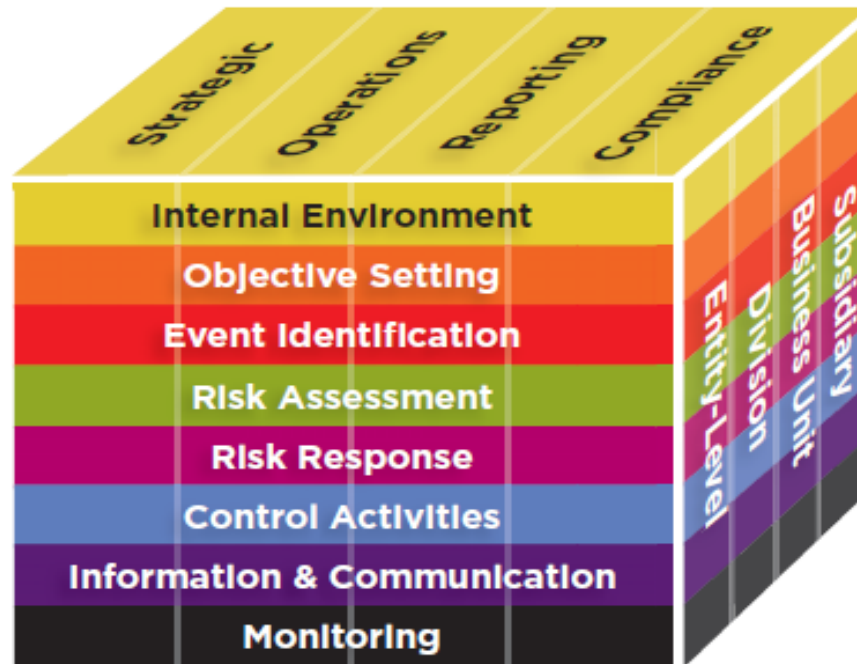 Strategic
Operations
Reporting
Compliance
Internal Environment
Objective Setting
Event Identification
Risk Assessment
Risk Response
Control Activities
Information & Communication
Monitoring
Entity-Level
Division
Business Unit
Subsidiary